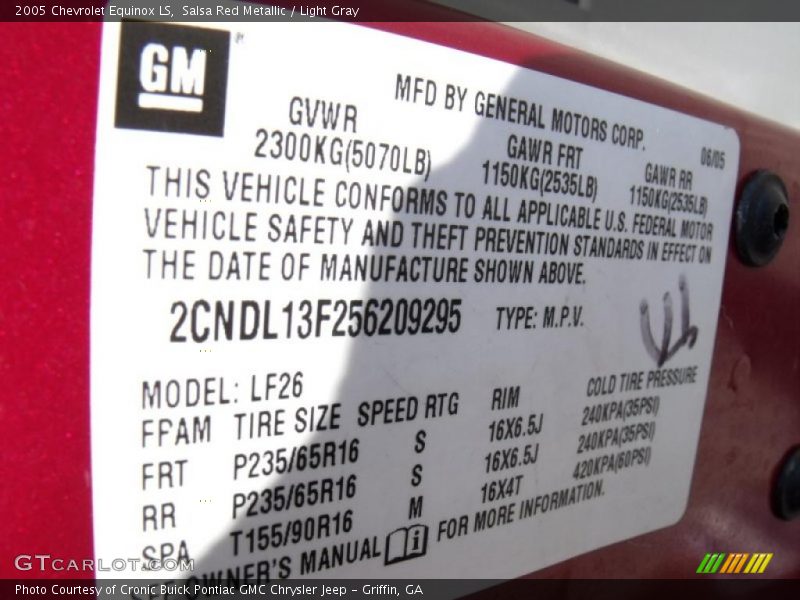 2005 Chevrolet Equinox LS, Salsa Red Metallic / Light Gray
GM
MFD BY GENERAL MOTORS CORP.
06/05
GVWR
GAWR FRT
GAWR RR
2300KG(5070LB)
1150KG(2535LB)
1150KG(2535LB)
THIS VEHICLE CONFORMS TO ALL APPLICABLE U.S. FEDERAL MOTOR
VEHICLE SAFETY AND THEFT PREVENTION STANDARDS IN EFFECT ON
THE DATE OF MANUFACTURE SHOWN ABOVE.
2CNDL13F256209295 TYPE: M.P.V.
MODEL: LF26
FFAM TIRE SIZE SPEED RTG RIM COLD TIRE PRESSURE
FRT P235/65R16 S 16X6.5J 240KPA(35PSI)
RR P235/65R16 S 16X6.5J 240KPA(35PSI)
SPA T155/90R16 M 16X4T 420KPA(60PSI)
SEE OWNER'S MANUAL i FOR MORE INFORMATION.
GTCARLOT.COM
Photo Courtesy of Cronic Buick Pontiac GMC Chrysler Jeep - Griffin, GA